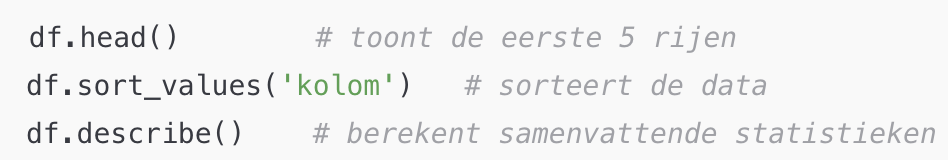 df.head()         # toont de eerste 5 rijen
df.sort_values('kolom')   # sorteert de data
df.describe()    # berekent samenvattende statistieken